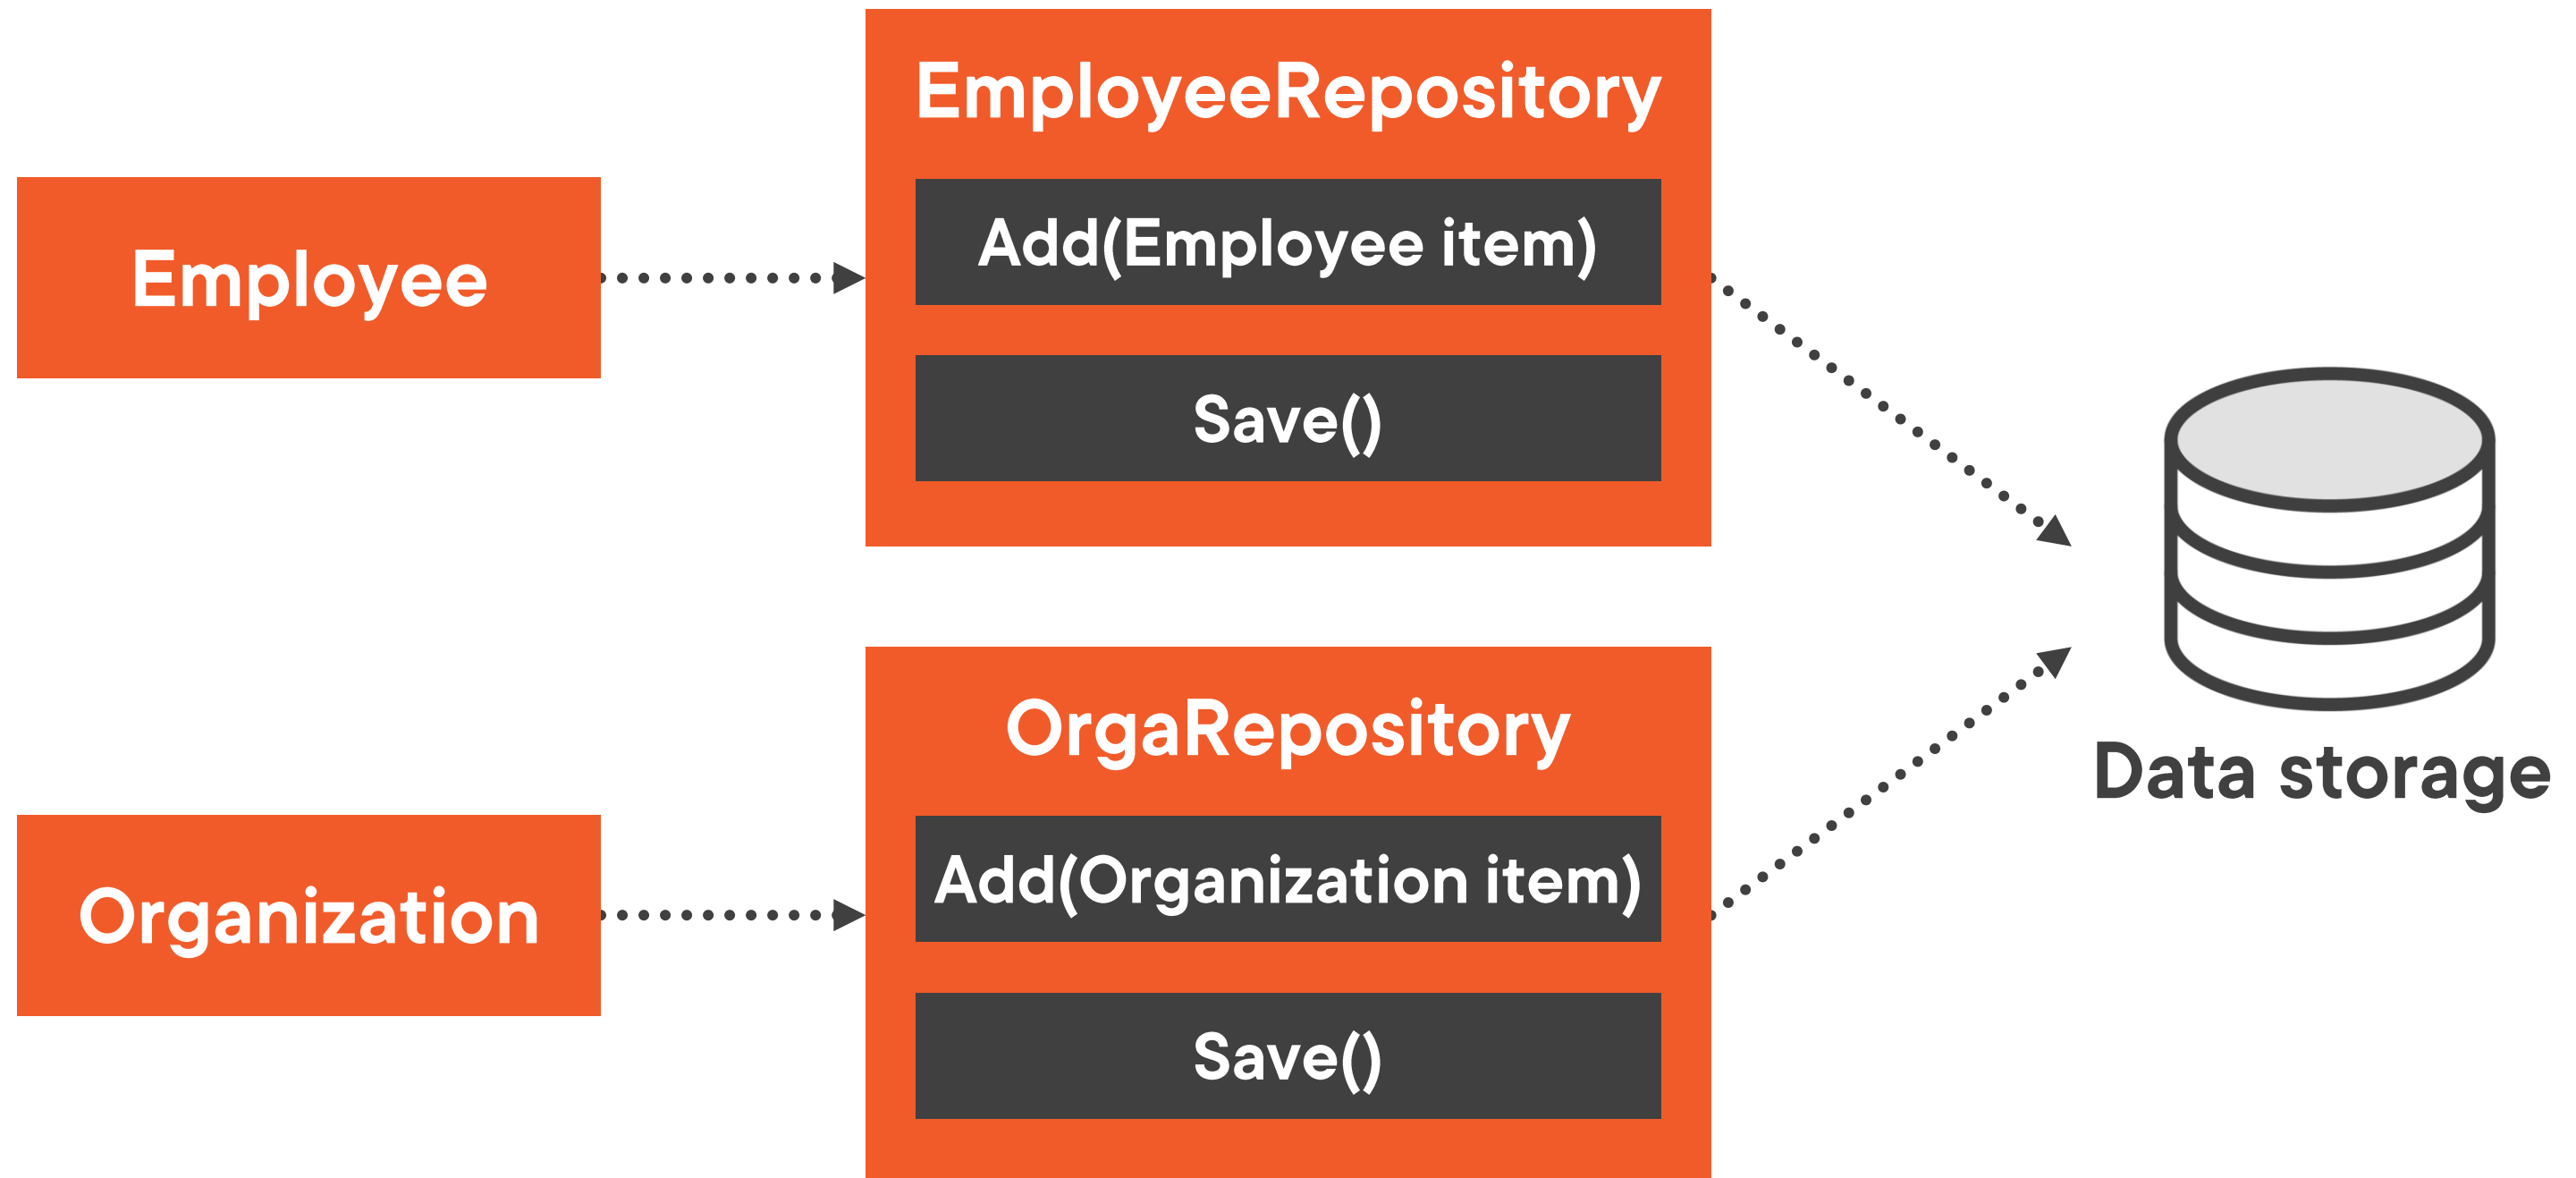 EmployeeRepository
Add(Employee item)
Employee
Save()
OrgaRepository
Data storage
Add(Organization item)
Organization
Save()